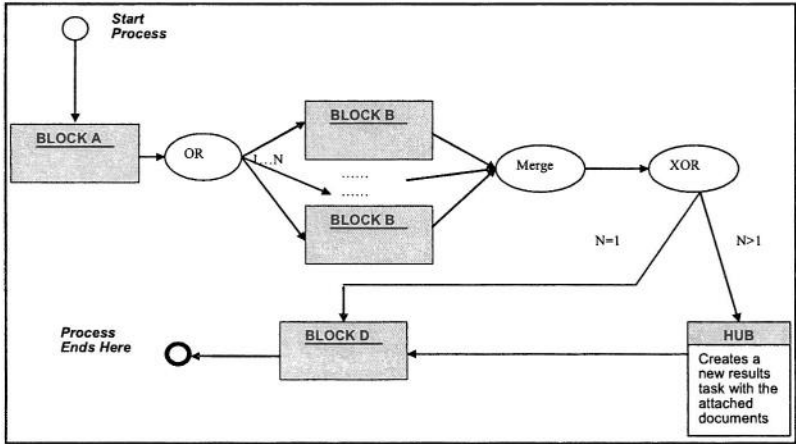 Start
Process
BLOCK A
OR
1...N
BLOCK B
......
......
BLOCK B
Merge
XOR
N=1
N>1
Process
Ends Here
BLOCK D
HUB
Creates a
new results
task with the
attached
documents